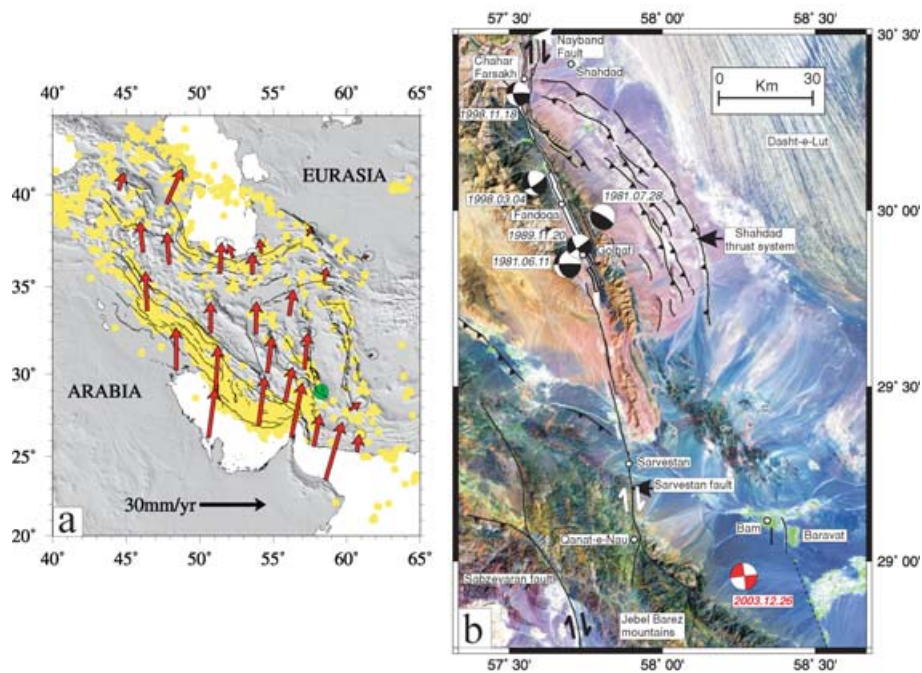 45° 50° 55° 60° 65°
40°
35°
30°
25°
20°
40°
35°
30°
25°
20°
45° 50° 55° 60° 65°
EURASIA
ARABIA
30mm/yr
a
57°30' 58°00'
30°30'
30°00'
29°30'
29°00'
57°30' 58°00'
Nayband
Fault
Chahar
Farsakh
Shahdad
0 30
Km
1998.11.18
Dasht-e-Lut
1998.03.04
1981.07.28
Fandoqa
1989.11.20
Golbaf
1981.06.11
Shahdad
thrust system
Sarvestan
Sarvestan fault
Bam
Baravat
Qanat-e-Nau
Sabzevaran fault
2003.12.26
Jebel Barez
mountains
b